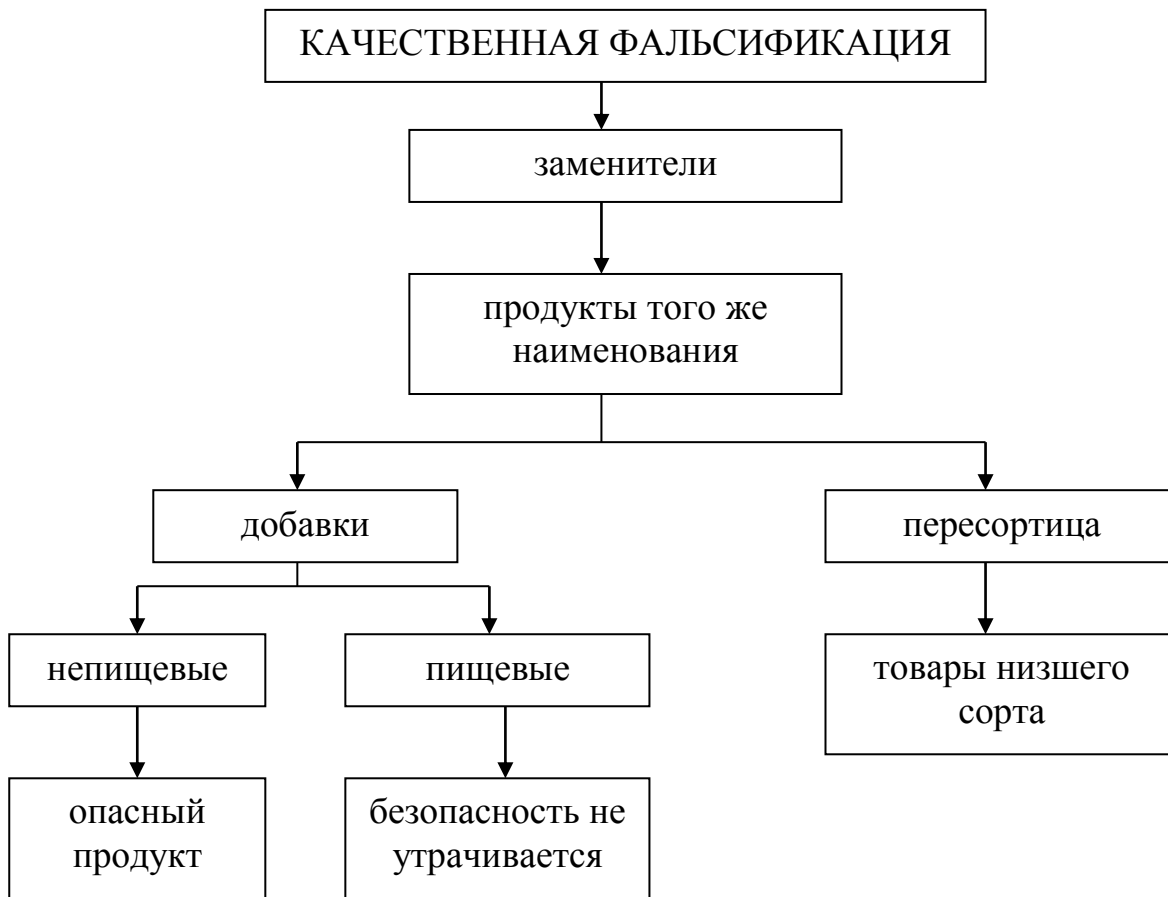 КАЧЕСТВЕННАЯ ФАЛЬСИФИКАЦИЯ
заменители
продукты того же
наименования
добавки
пересортица
непищевые
пищевые
товары низшего
сорта
опасный
продукт
безопасность не
утрачивается